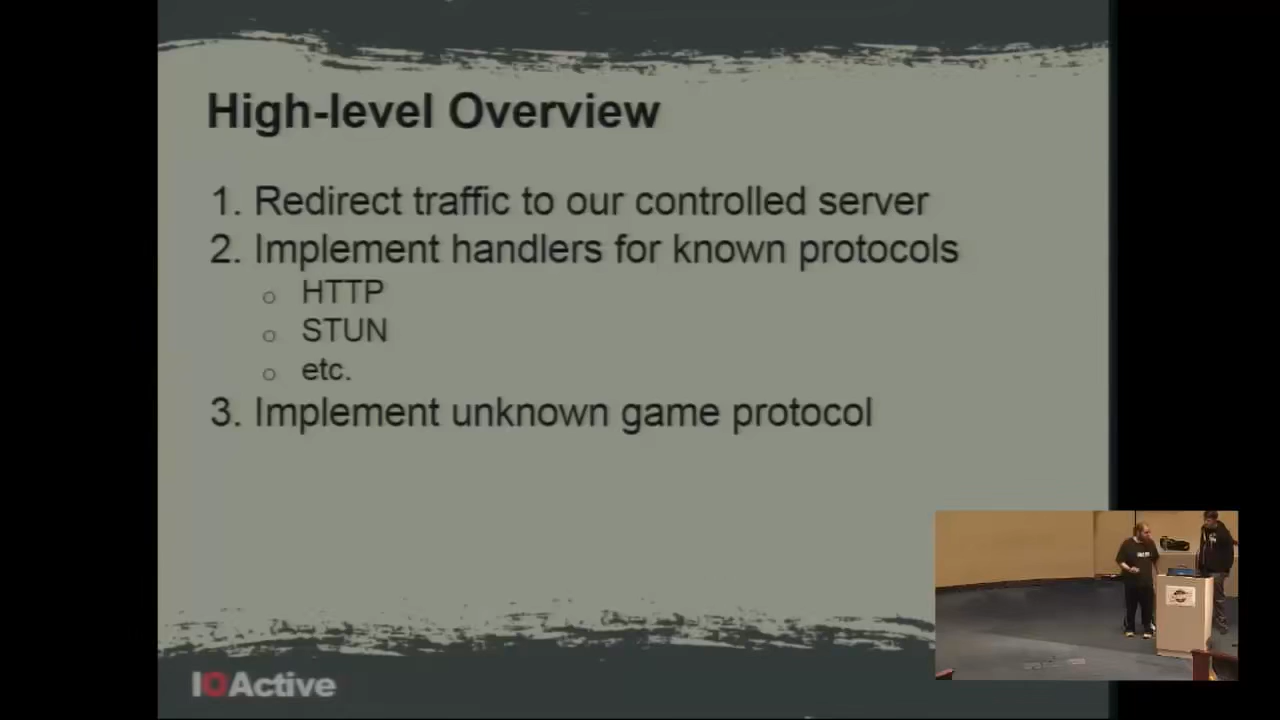 High-level Overview
1. Redirect traffic to our controlled server
2. Implement handlers for known protocols
o HTTP
o STUN
o etc.
3. Implement unknown game protocol
IOActive